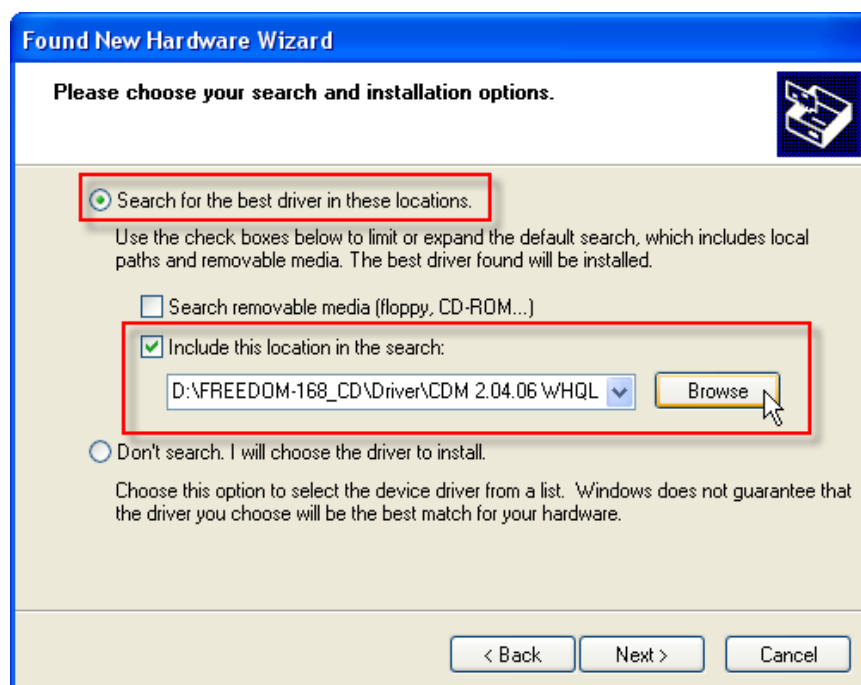 Found New Hardware Wizard
Please choose your search and installation options.
Search for the best driver in these locations.
Use the check boxes below to limit or expand the default search, which includes local
paths and removable media. The best driver found will be installed.
Search removable media (floppy, CD-ROM...)
Include this location in the search:
D:\FREEDOM-168_CD\Driver\CDM 2.04.06 WHQL
Browse
Don't search. I will choose the driver to install.
Choose this option to select the device driver from a list. Windows does not guarantee that
the driver you choose will be the best match for your hardware.
< Back Next > Cancel